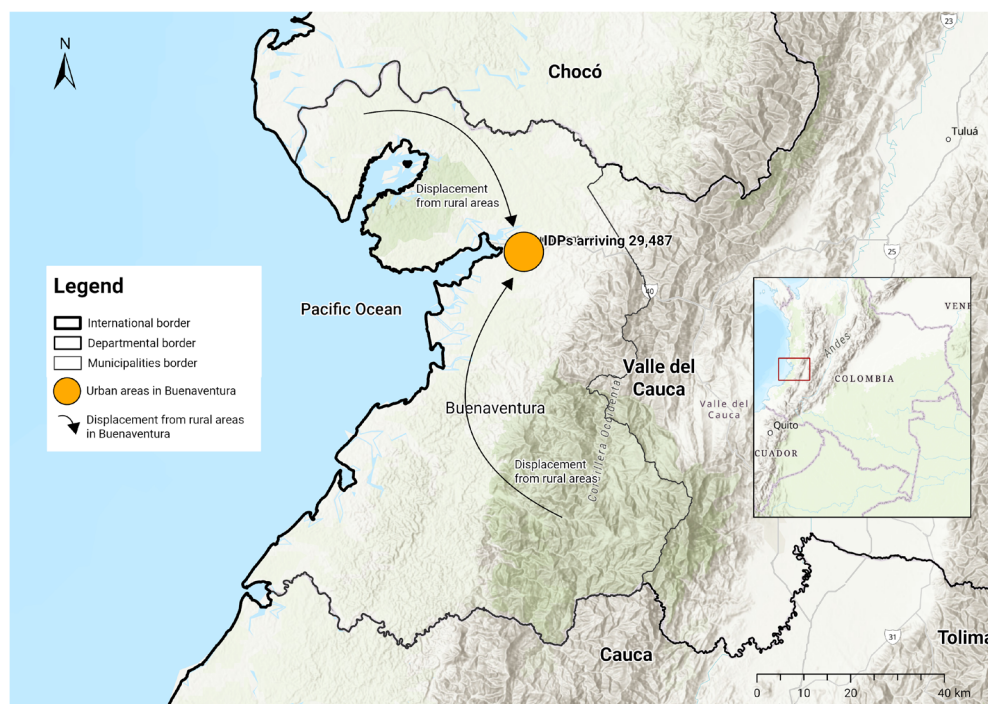 N
Chocó
23
Tuluá
Displacement
from rural areas
IDPs arriving 29,487
25
Legend
International border
Departmental border
Municipalities border
Urban areas in Buenaventura
Displacement from rural areas
in Buenaventura
Pacific Ocean
40
Valle del
Cauca
Valle del
Cauca
Buenaventura
Cordillera Occidental
Displacement
from rural areas
VENE
Andes
COLOMBIA
Quito
CUADOR
31
Tolima
Cauca
0 10 20 40 km